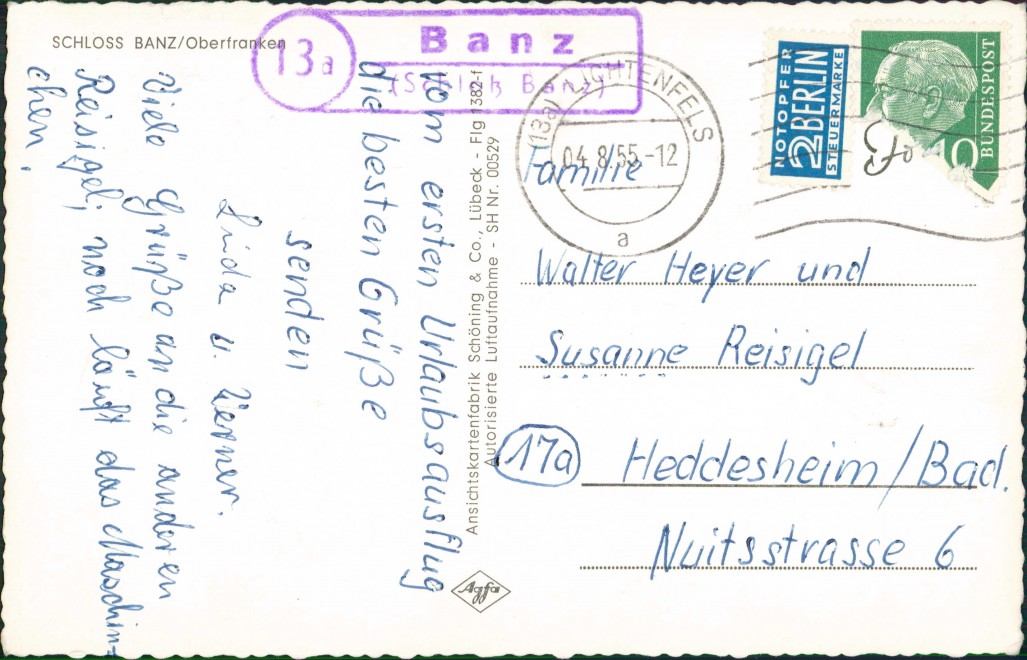 SCHLOSS BANZ/Oberfranken
13a
Banz
(Schloß Banz)
(13a) LICHTENFELS
04.8.55-12
a
NOTOPFER
2 BERLIN
STEUERMARKE
BUNDESPOST
Vom ersten Urlaubsausflug
die besten Grüße
senden
Werner.
Viele Grüße an die anderen
Reisigel; noch läuft das Maschin=
chen.
Ansichtskartenfabrik Schöning & Co., Lübeck - Flg 1382-f
Autorisierte Luftaufnahme - SH Nr. 00529
Agfa
Familie
Walter Heyer und
Susanne Reisigel
17a Heddesheim/Bad.
Nuitsstrasse 6